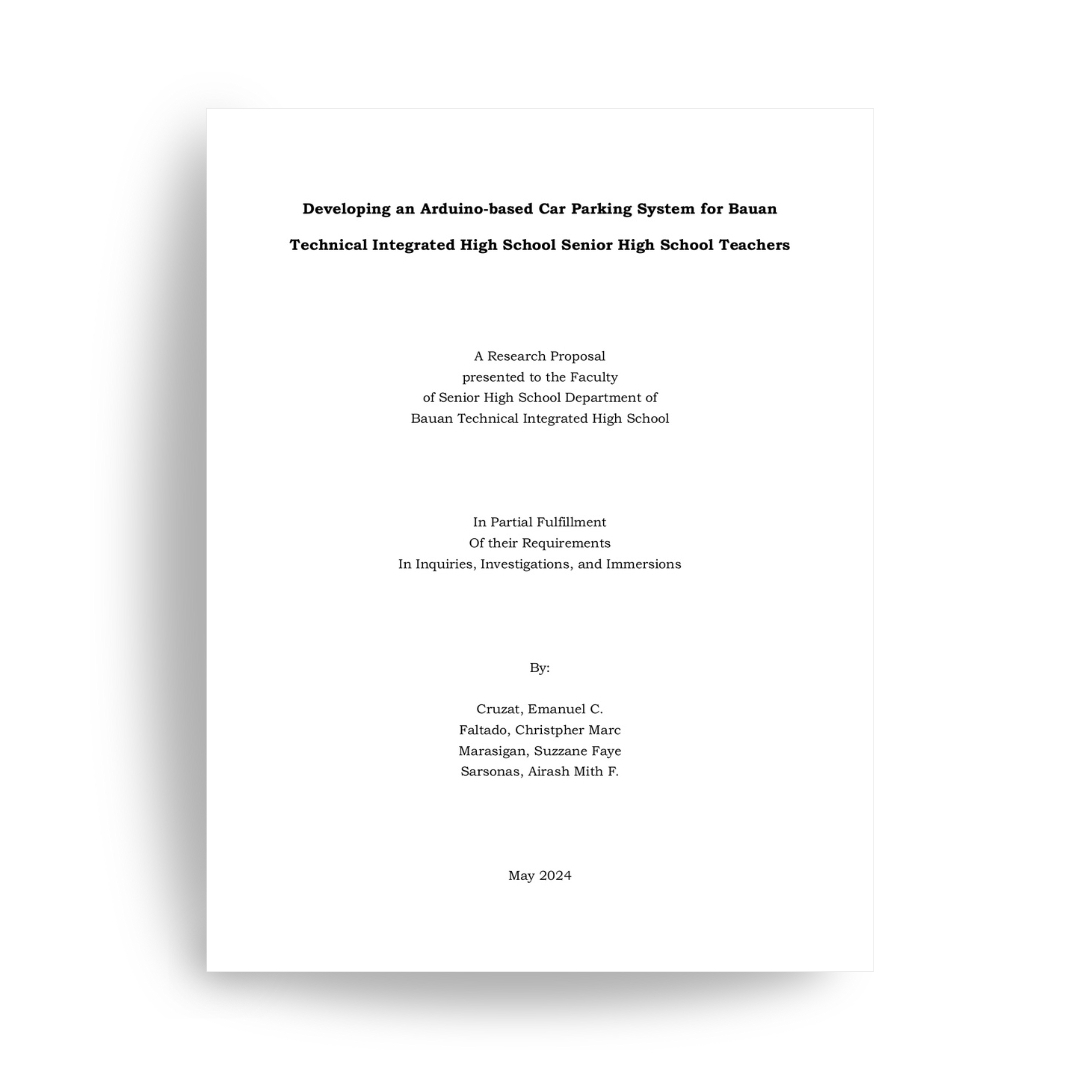 Developing an Arduino-based Car Parking System for Bauan
Technical Integrated High School Senior High School Teachers
A Research Proposal
presented to the Faculty
of Senior High School Department of
Bauan Technical Integrated High School
In Partial Fulfillment
Of their Requirements
In Inquiries, Investigations, and Immersions
By:
Cruzat, Emanuel C.
Faltado, Christpher Marc
Marasigan, Suzzane Faye
Sarsonas, Airash Mith F.
May 2024